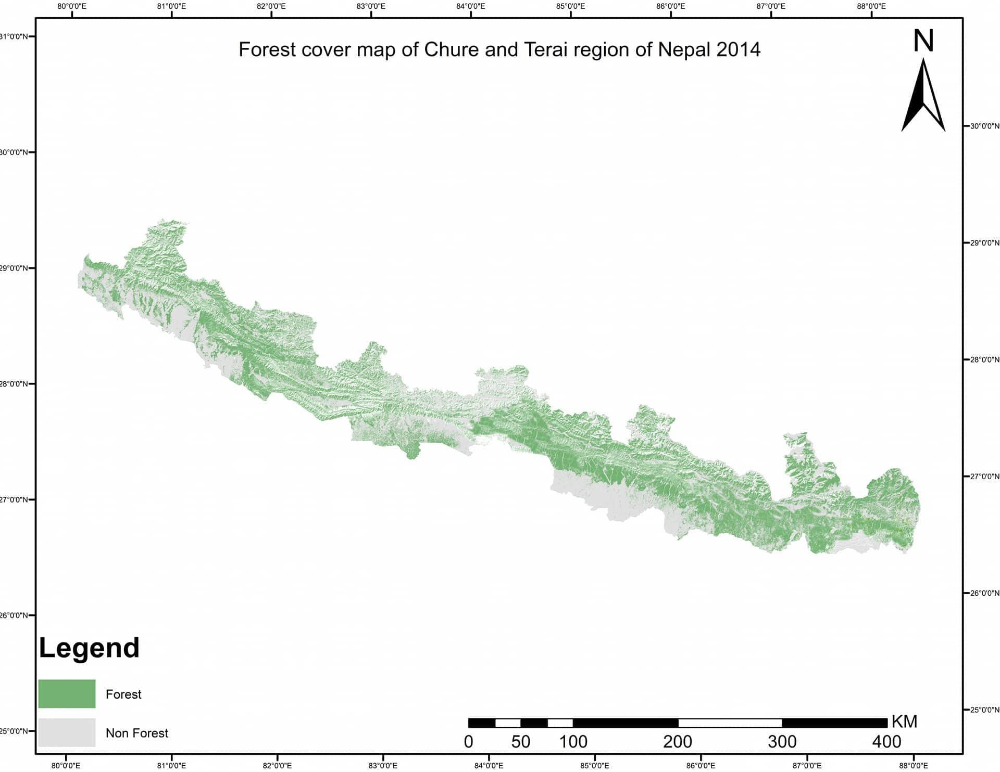 80°0'0"E 81°0'0"E 82°0'0"E 83°0'0"E 84°0'0"E 85°0'0"E 86°0'0"E 87°0'0"E 88°0'0"E
N
31°0'0"N
Forest cover map of Chure and Terai region of Nepal 2014
30°0'0"N
30°0'0"N
29°0'0"N
29°0'0"N
28°0'0"N
28°0'0"N
27°0'0"N
27°0'0"N
26°0'0"N
26°0'0"N
Legend
Forest
25°0'0"N
KM
25°0'0"N
Non Forest
0 50 100 200 300 400
80°0'0"E 81°0'0"E 82°0'0"E 83°0'0"E 84°0'0"E 85°0'0"E 86°0'0"E 87°0'0"E 88°0'0"E